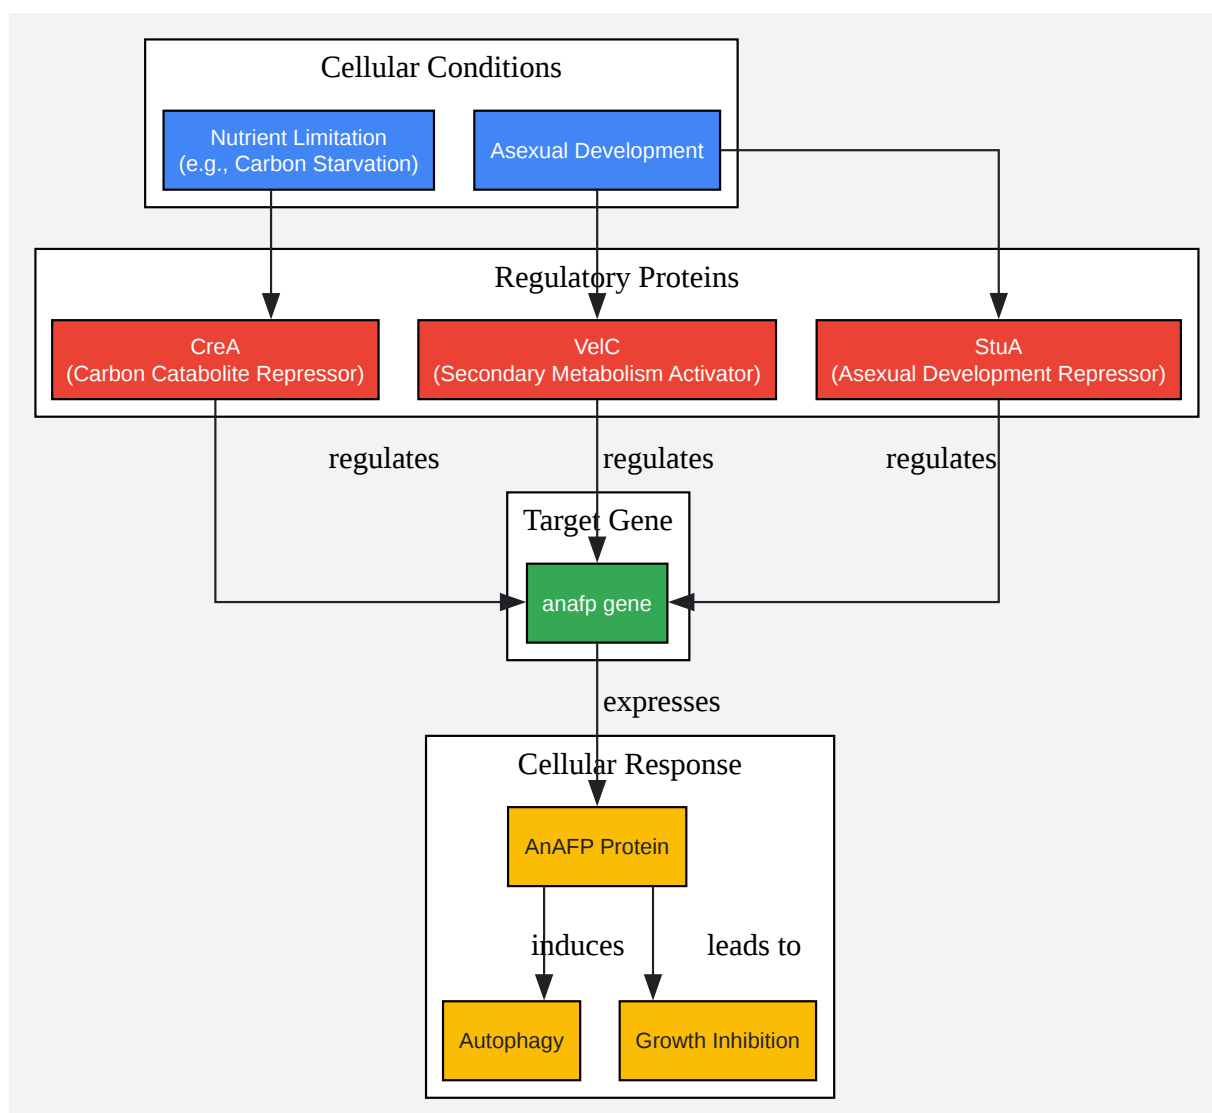 Cellular Conditions
Nutrient Limitation
(e.g., Carbon Starvation)
Asexual Development
Regulatory Proteins
CreA
(Carbon Catabolite Repressor)
VelC
(Secondary Metabolism Activator)
StuA
(Asexual Development Repressor)
regulates
regulates
regulates
Target Gene
anafp gene
expresses
Cellular Response
AnAFP Protein
induces
leads to
Autophagy
Growth Inhibition